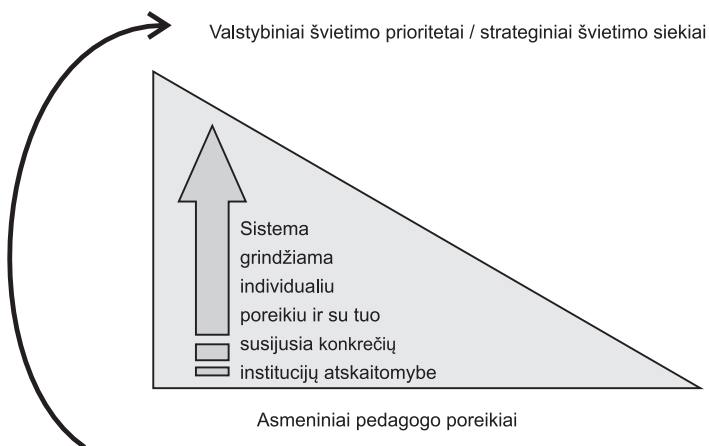 Valstybiniai švietimo prioritetai / strateginiai švietimo siekiai
Sistema
grindžiama
individualiu
poreikiu ir su tuo
susijusia konkrečių
institucijų atskaitomybe
Asmeniniai pedagogo poreikiai